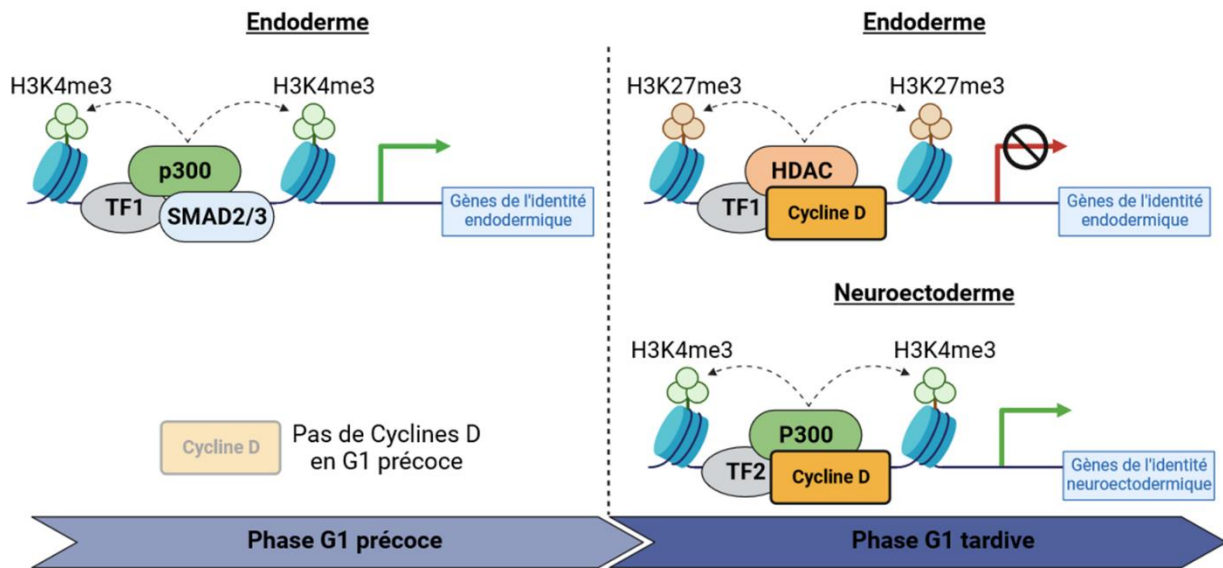 Endoderme
H3K4me3
H3K4me3
p300
TF1
SMAD2/3
Gènes de l'identité
endodermique
Cycline D
Pas de Cyclines D
en G1 précoce
Phase G1 précoce
Endoderme
H3K27me3
H3K27me3
HDAC
TF1
Cycline D
Gènes de l'identité
endodermique
Neuroectoderme
H3K4me3
H3K4me3
P300
TF2
Cycline D
Gènes de l'identité
neuroectodermique
Phase G1 tardive